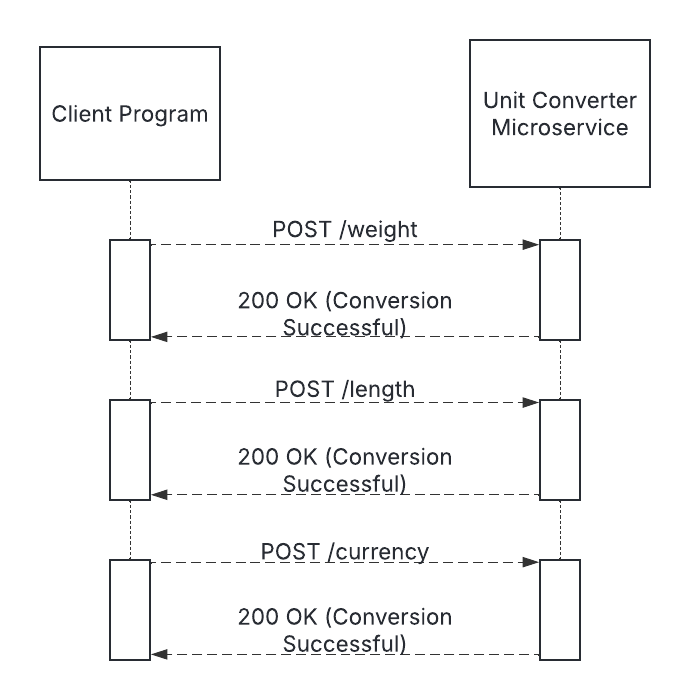 Client Program
Unit Converter
Microservice
POST /weight
200 OK (Conversion
Successful)
POST /length
200 OK (Conversion
Successful)
POST /currency
200 OK (Conversion
Successful)